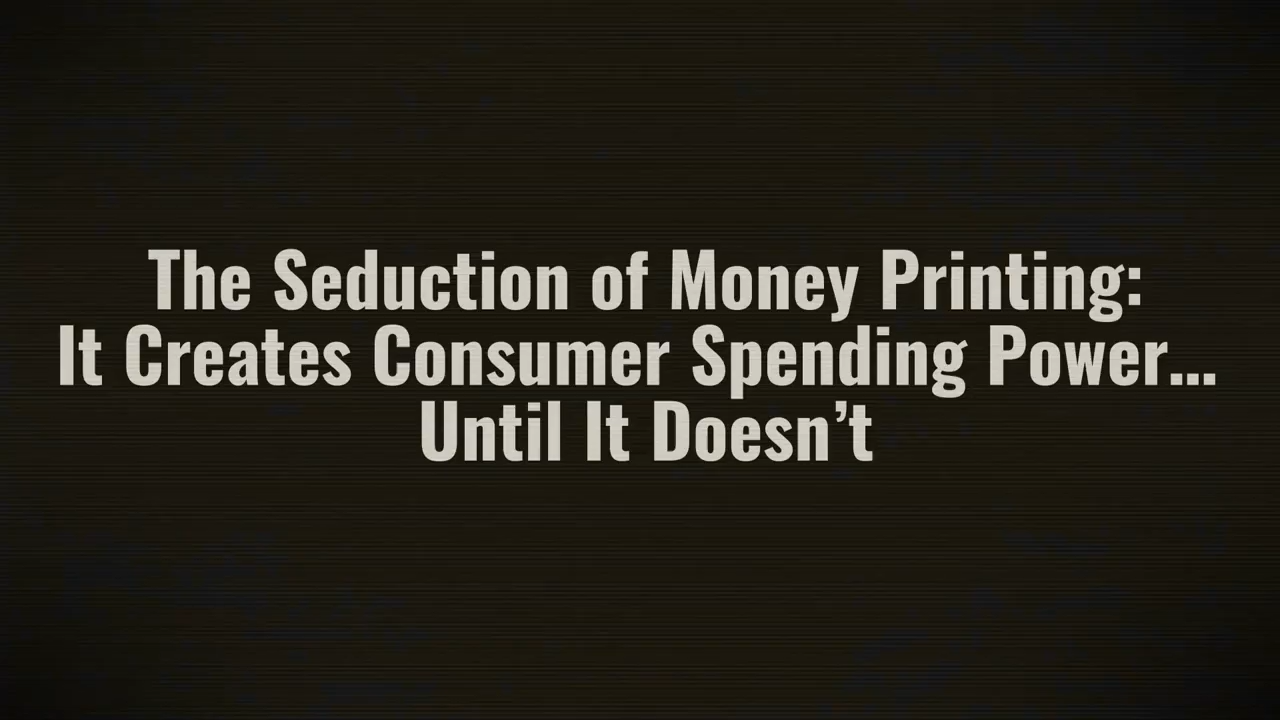 The Seduction of Money Printing:
It Creates Consumer Spending Power...
Until It Doesn’t